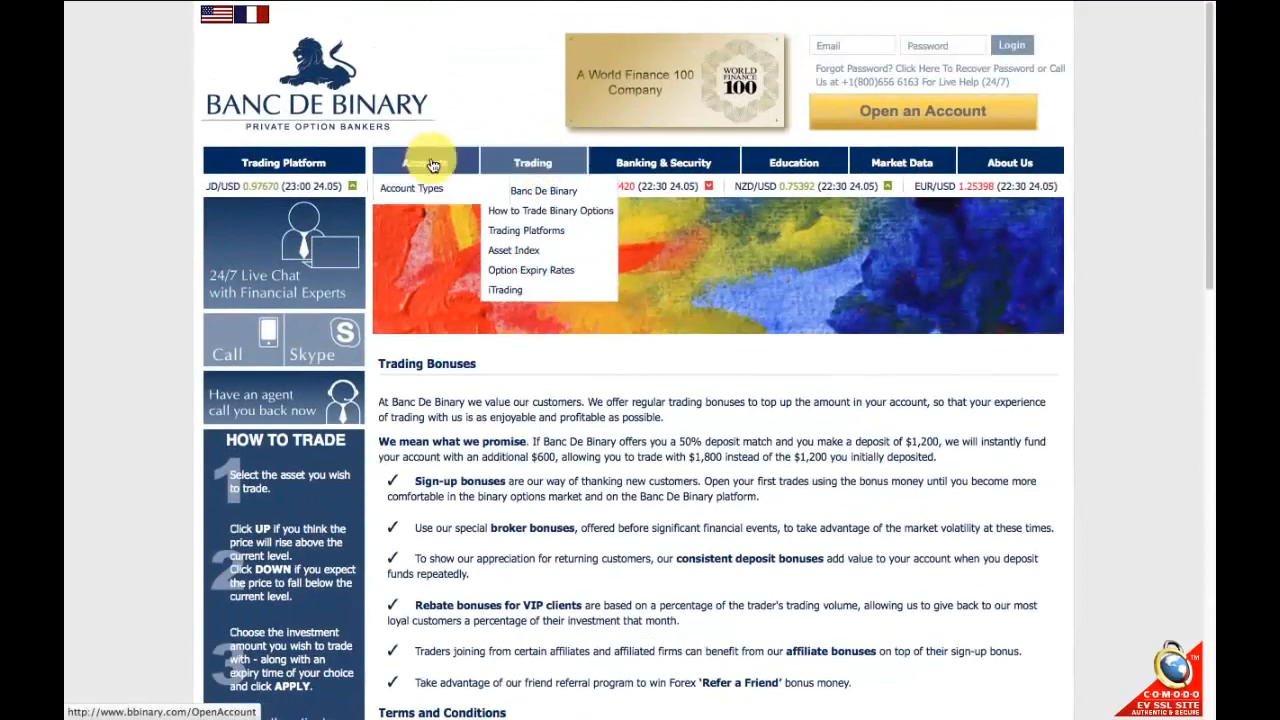 BANC DE BINARY
PRIVATE OPTION BANKERS
A World Finance 100
Company
WORLD
FINANCE
100
Email
Password
Login
Forgot Password? Click Here To Recover Password or Call
Us at +1(800)656 6163 For Live Help (24/7)
Open an Account
Trading Platform
Trading
Banking & Security
Education
Market Data
About Us
JD/USD 0.97670 (23:00 24.05)
420 (22:30 24.05)
NZD/USD 0.75392 (22:30 24.05)
EUR/USD 1.25398 (22:30 24.05)
Account Types
Banc De Binary
How to Trade Binary Options
Trading Platforms
Asset Index
Option Expiry Rates
iTrading
24/7 Live Chat
with Financial Experts
Call
Skype
Have an agent
call you back now
HOW TO TRADE
1
Select the asset you wish
to trade.
2
Click UP if you think the
price will rise above the
current level.
Click DOWN if you expect
the price to fall below the
current level.
3
Choose the investment
amount you wish to trade
with - along with an
expiry time of your choice
and click APPLY.
Trading Bonuses
At Banc De Binary we value our customers. We offer regular trading bonuses to top up the amount in your account, so that your experience
of trading with us is as enjoyable and profitable as possible.
We mean what we promise. If Banc De Binary offers you a 50% deposit match and you make a deposit of $1,200, we will instantly fund
your account with an additional $600, allowing you to trade with $1,800 instead of the $1,200 you initially deposited.
✓ Sign-up bonuses are our way of thanking new customers. Open your first trades using the bonus money until you become more
comfortable in the binary options market and on the Banc De Binary platform.
✓ Use our special broker bonuses, offered before significant financial events, to take advantage of the market volatility at these times.
✓ To show our appreciation for returning customers, our consistent deposit bonuses add value to your account when you deposit
funds repeatedly.
✓ Rebate bonuses for VIP clients are based on a percentage of the trader's trading volume, allowing us to give back to our most
loyal customers a percentage of their investment that month.
✓ Traders joining from certain affiliates and affiliated firms can benefit from our affiliate bonuses on top of their sign-up bonus.
✓ Take advantage of our friend referral program to win Forex 'Refer a Friend' bonus money.
Terms and Conditions
http://www.bbinary.com/OpenAccount
TM
COMODO
EV SSL SITE
AUTHENTIC & SECURE